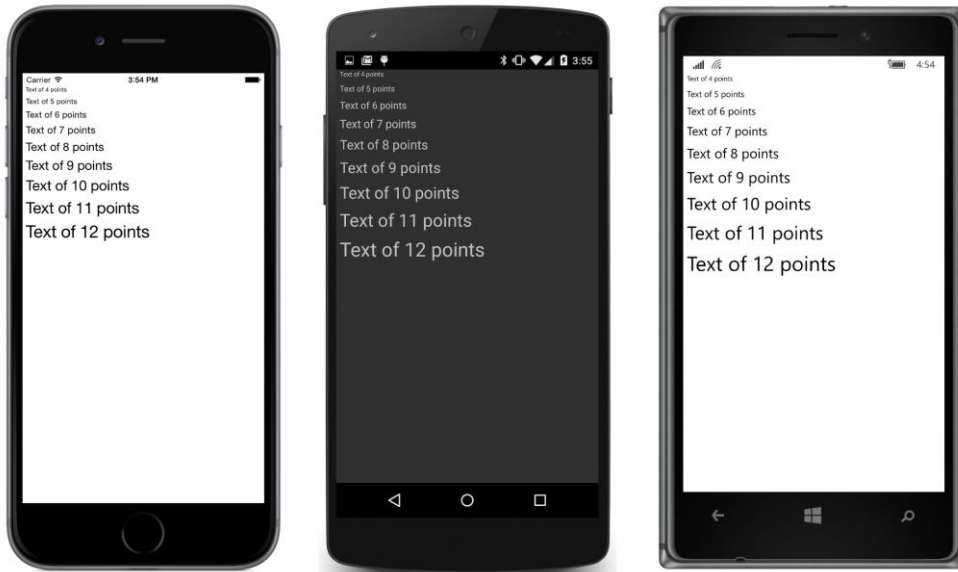 Carrier 3:54 PM
Text of 4 points
Text of 5 points
Text of 6 points
Text of 7 points
Text of 8 points
Text of 9 points
Text of 10 points
Text of 11 points
Text of 12 points
3:55
Text of 4 points
Text of 5 points
Text of 6 points
Text of 7 points
Text of 8 points
Text of 9 points
Text of 10 points
Text of 11 points
Text of 12 points
4:54
Text of 4 points
Text of 5 points
Text of 6 points
Text of 7 points
Text of 8 points
Text of 9 points
Text of 10 points
Text of 11 points
Text of 12 points